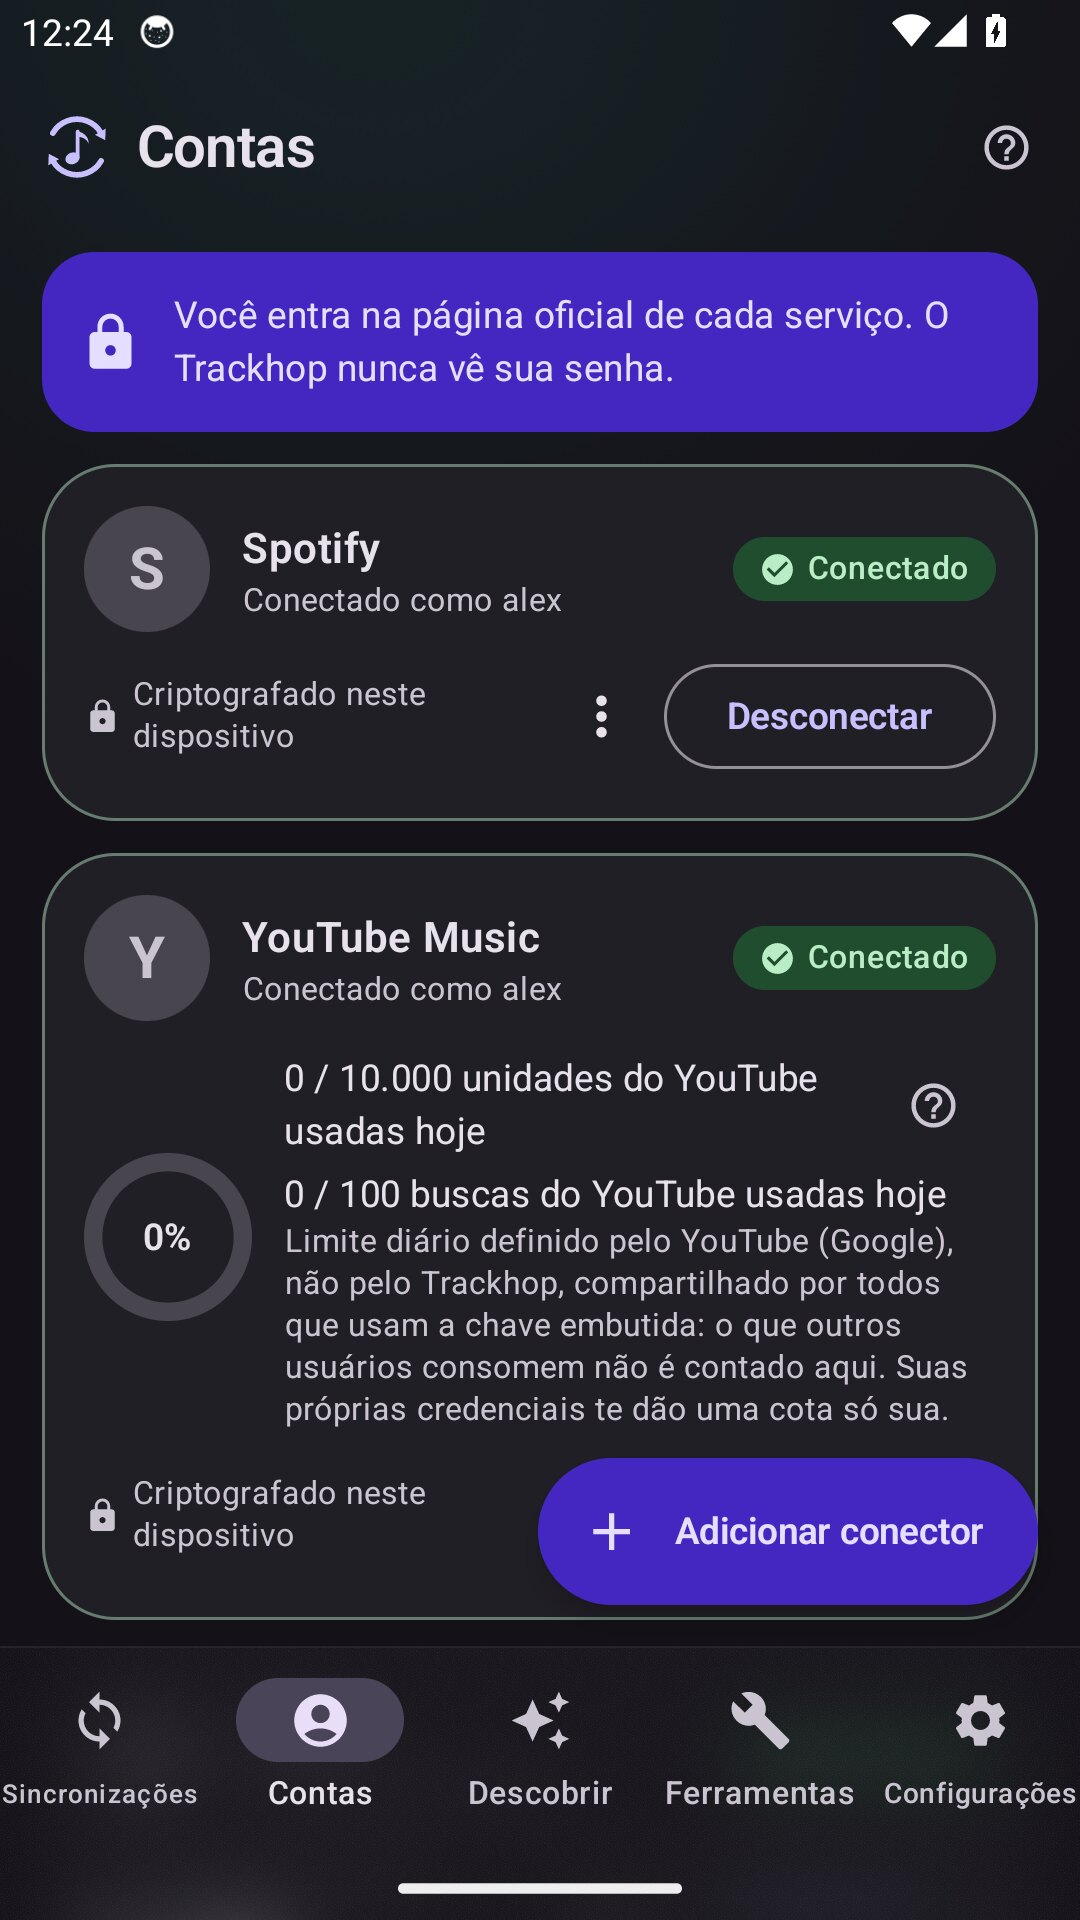 12:24
Contas
Você entra na página oficial de cada serviço. O
Trackhop nunca vê sua senha.
S
Spotify
Conectado como alex
Conectado
Criptografado neste
dispositivo
Desconectar
Y
YouTube Music
Conectado como alex
Conectado
0 / 10.000 unidades do YouTube
usadas hoje
0%
0 / 100 buscas do YouTube usadas hoje
Limite diário definido pelo YouTube (Google),
não pelo Trackhop, compartilhado por todos
que usam a chave embutida: o que outros
usuários consomem não é contado aqui. Suas
próprias credenciais te dão uma cota só sua.
Criptografado neste
dispositivo
Adicionar conector
Sincronizações
Contas
Descobrir
Ferramentas
Configurações